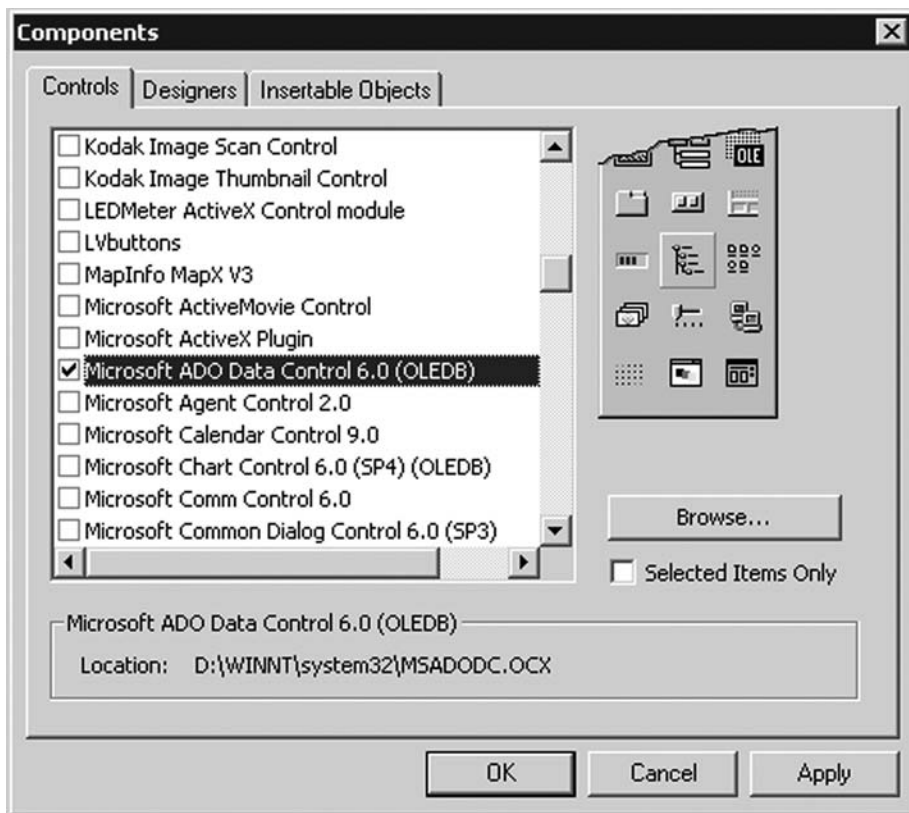 Components
Controls Designers Insertable Objects
Kodak Image Scan Control
Kodak Image Thumbnail Control
LEDMeter ActiveX Control module
LVbuttons
MapInfo MapX V3
Microsoft ActiveMovie Control
Microsoft ActiveX Plugin
Microsoft ADO Data Control 6.0 (OLEDB)
Microsoft Agent Control 2.0
Microsoft Calendar Control 9.0
Microsoft Chart Control 6.0 (SP4) (OLEDB)
Microsoft Comm Control 6.0
Microsoft Common Dialog Control 6.0 (SP3)
OLE
Browse...
Selected Items Only
Microsoft ADO Data Control 6.0 (OLEDB)
Location: D:\WINNT\system32\MSADODC.OCX
OK Cancel Apply